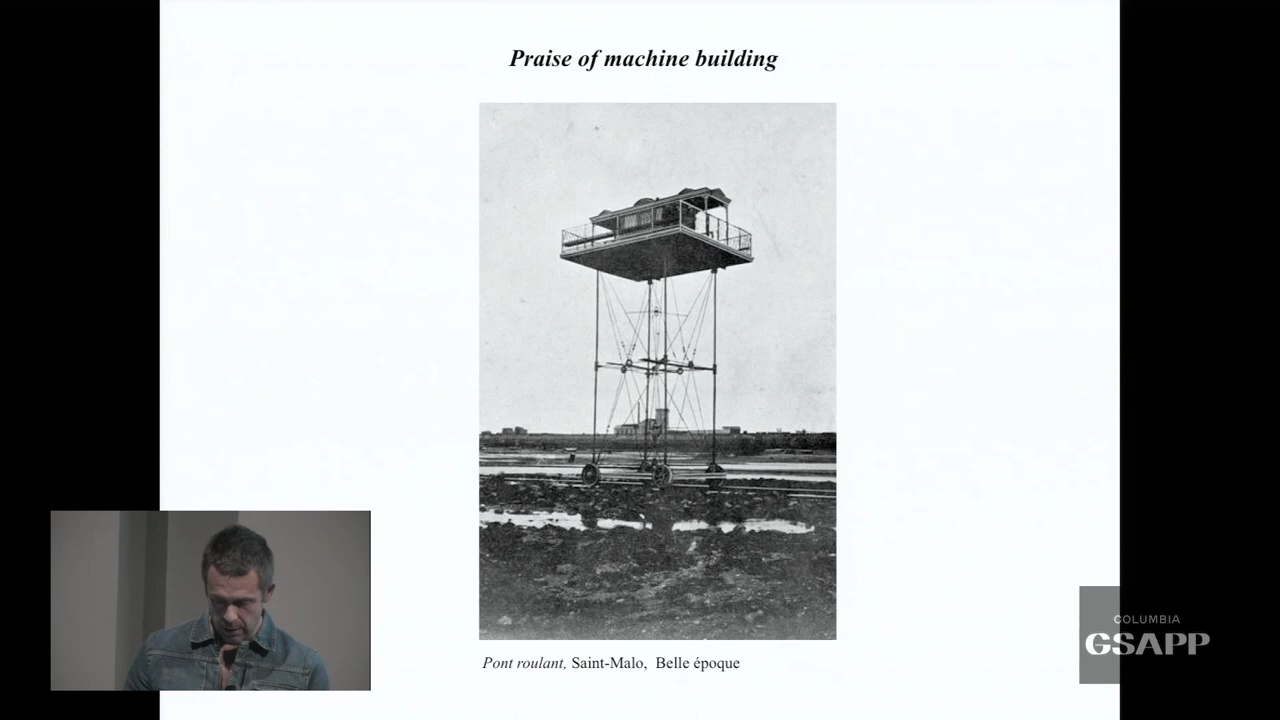 Praise of machine building
Pont roulant, Saint-Malo, Belle époque
COLUMBIA
GSAPP